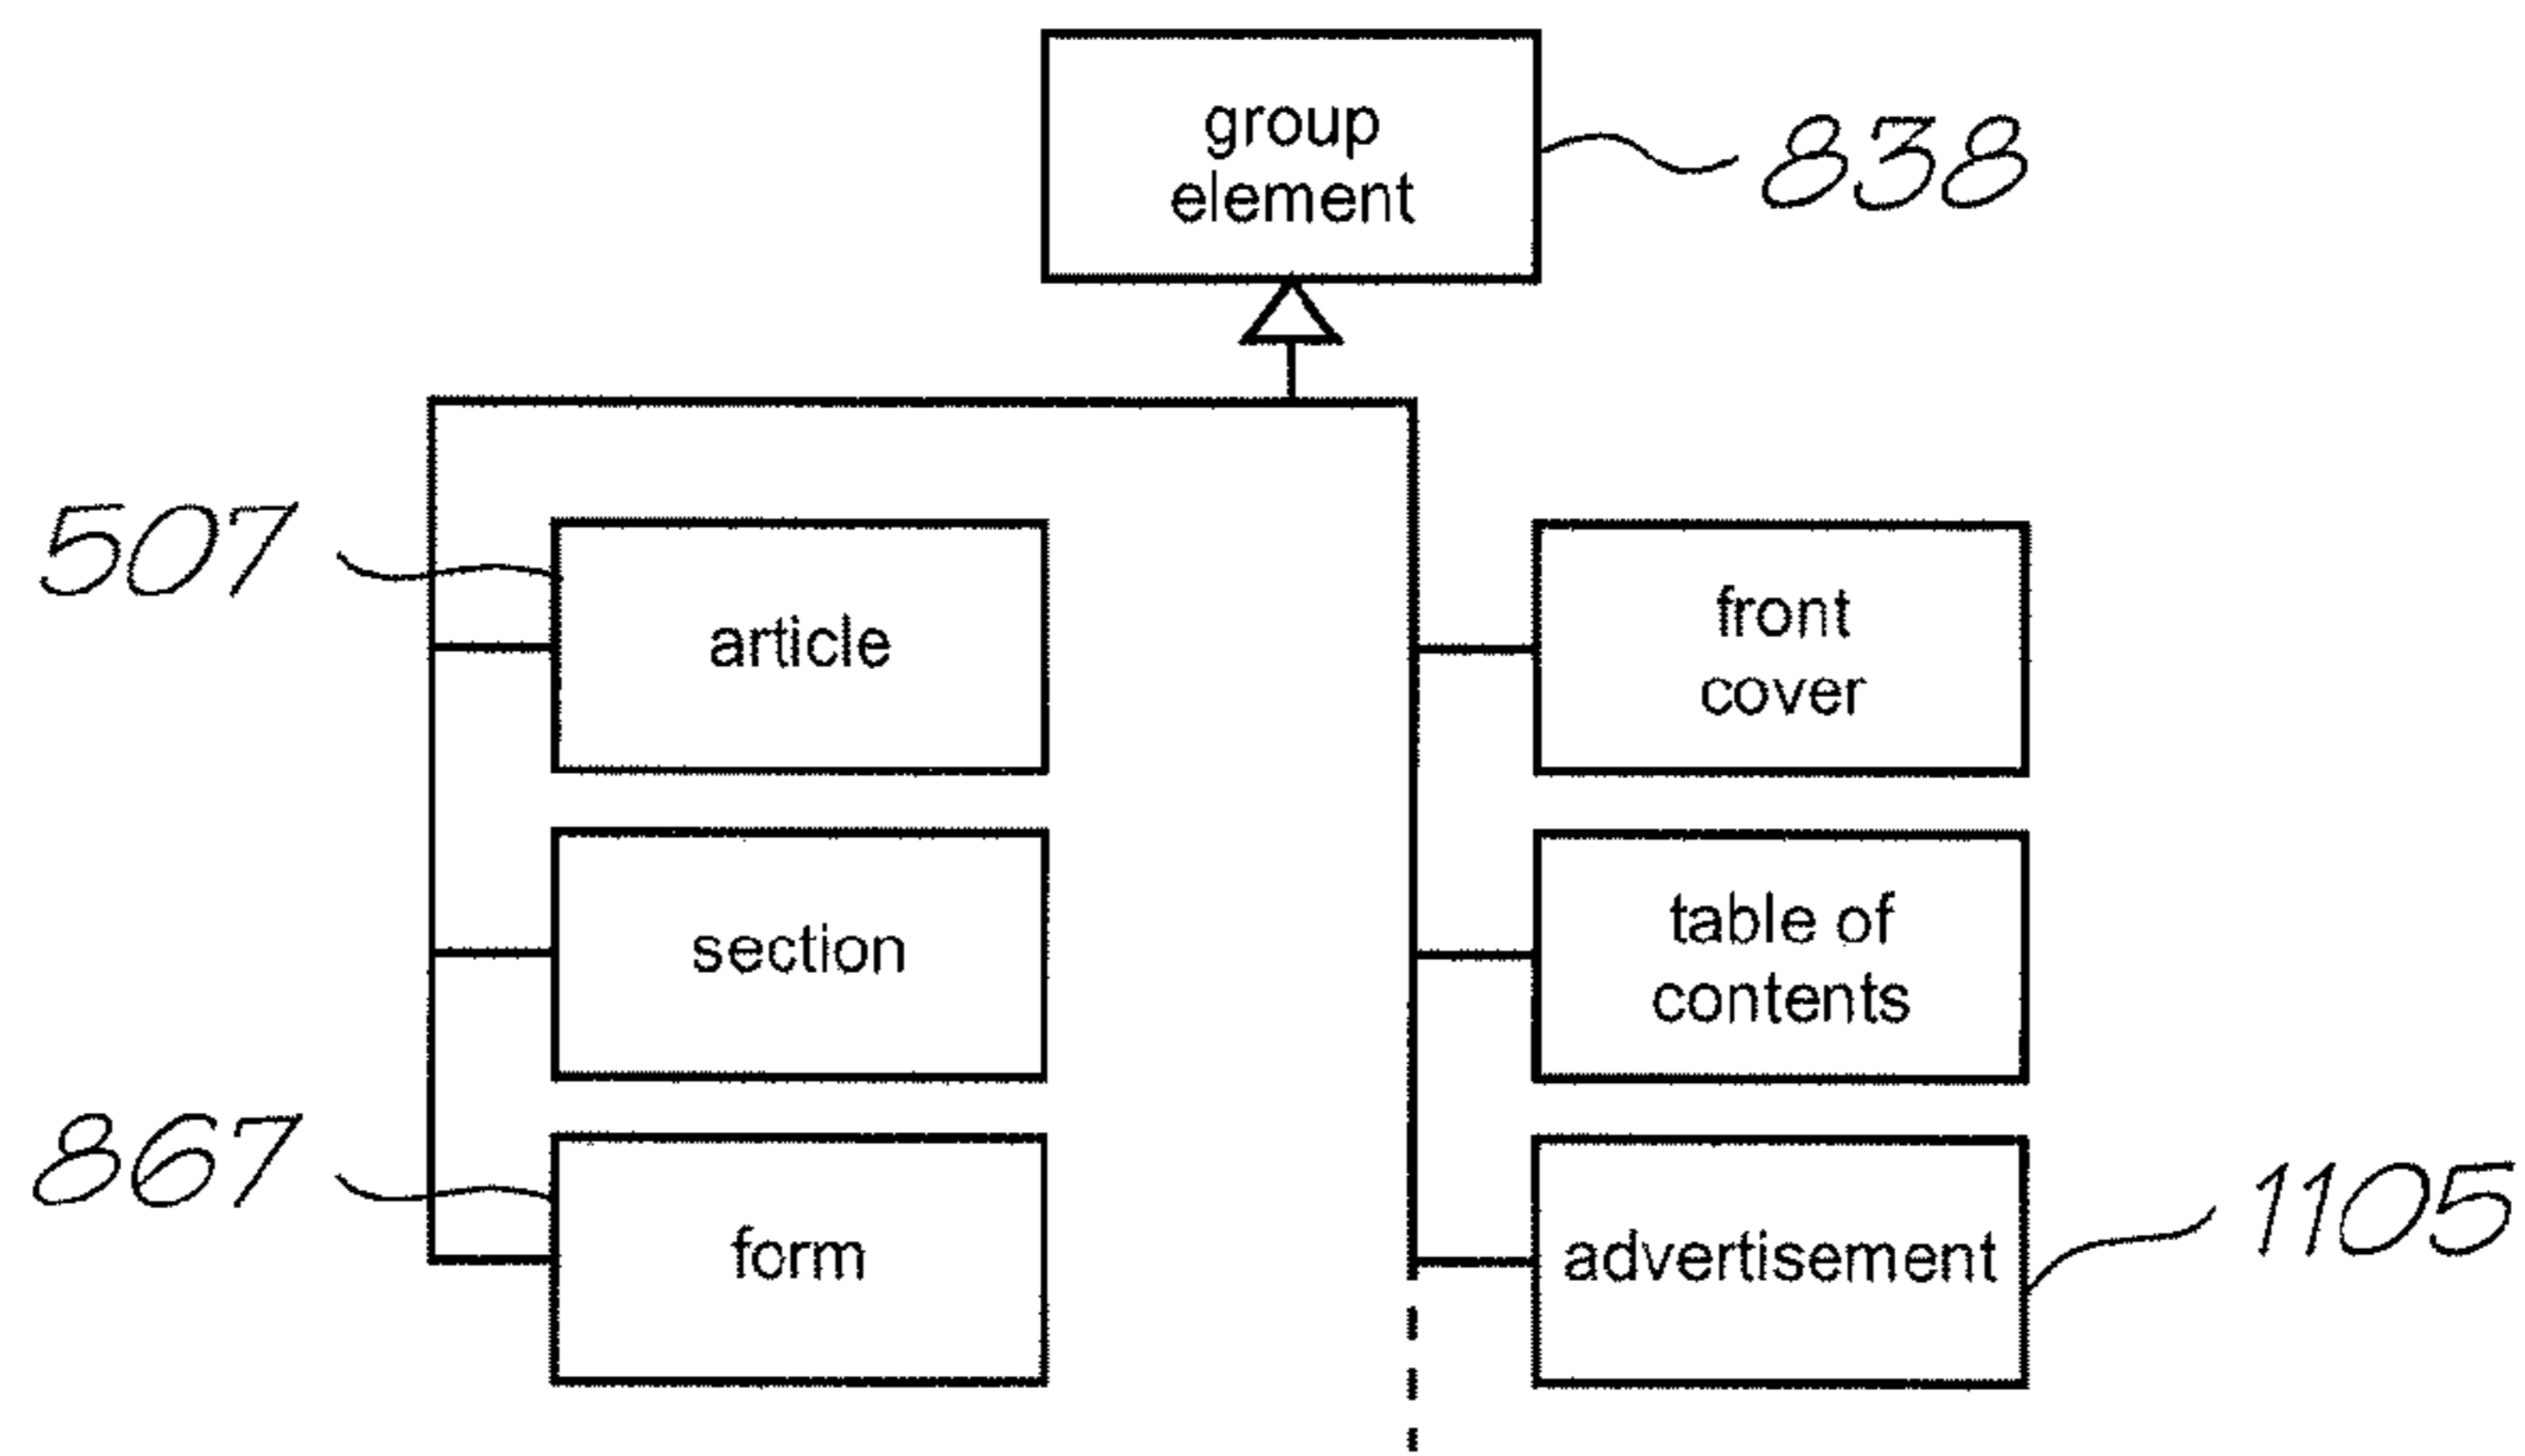 group
element
838
507
article
front
cover
section
table of
contents
867
form
advertisement
1105